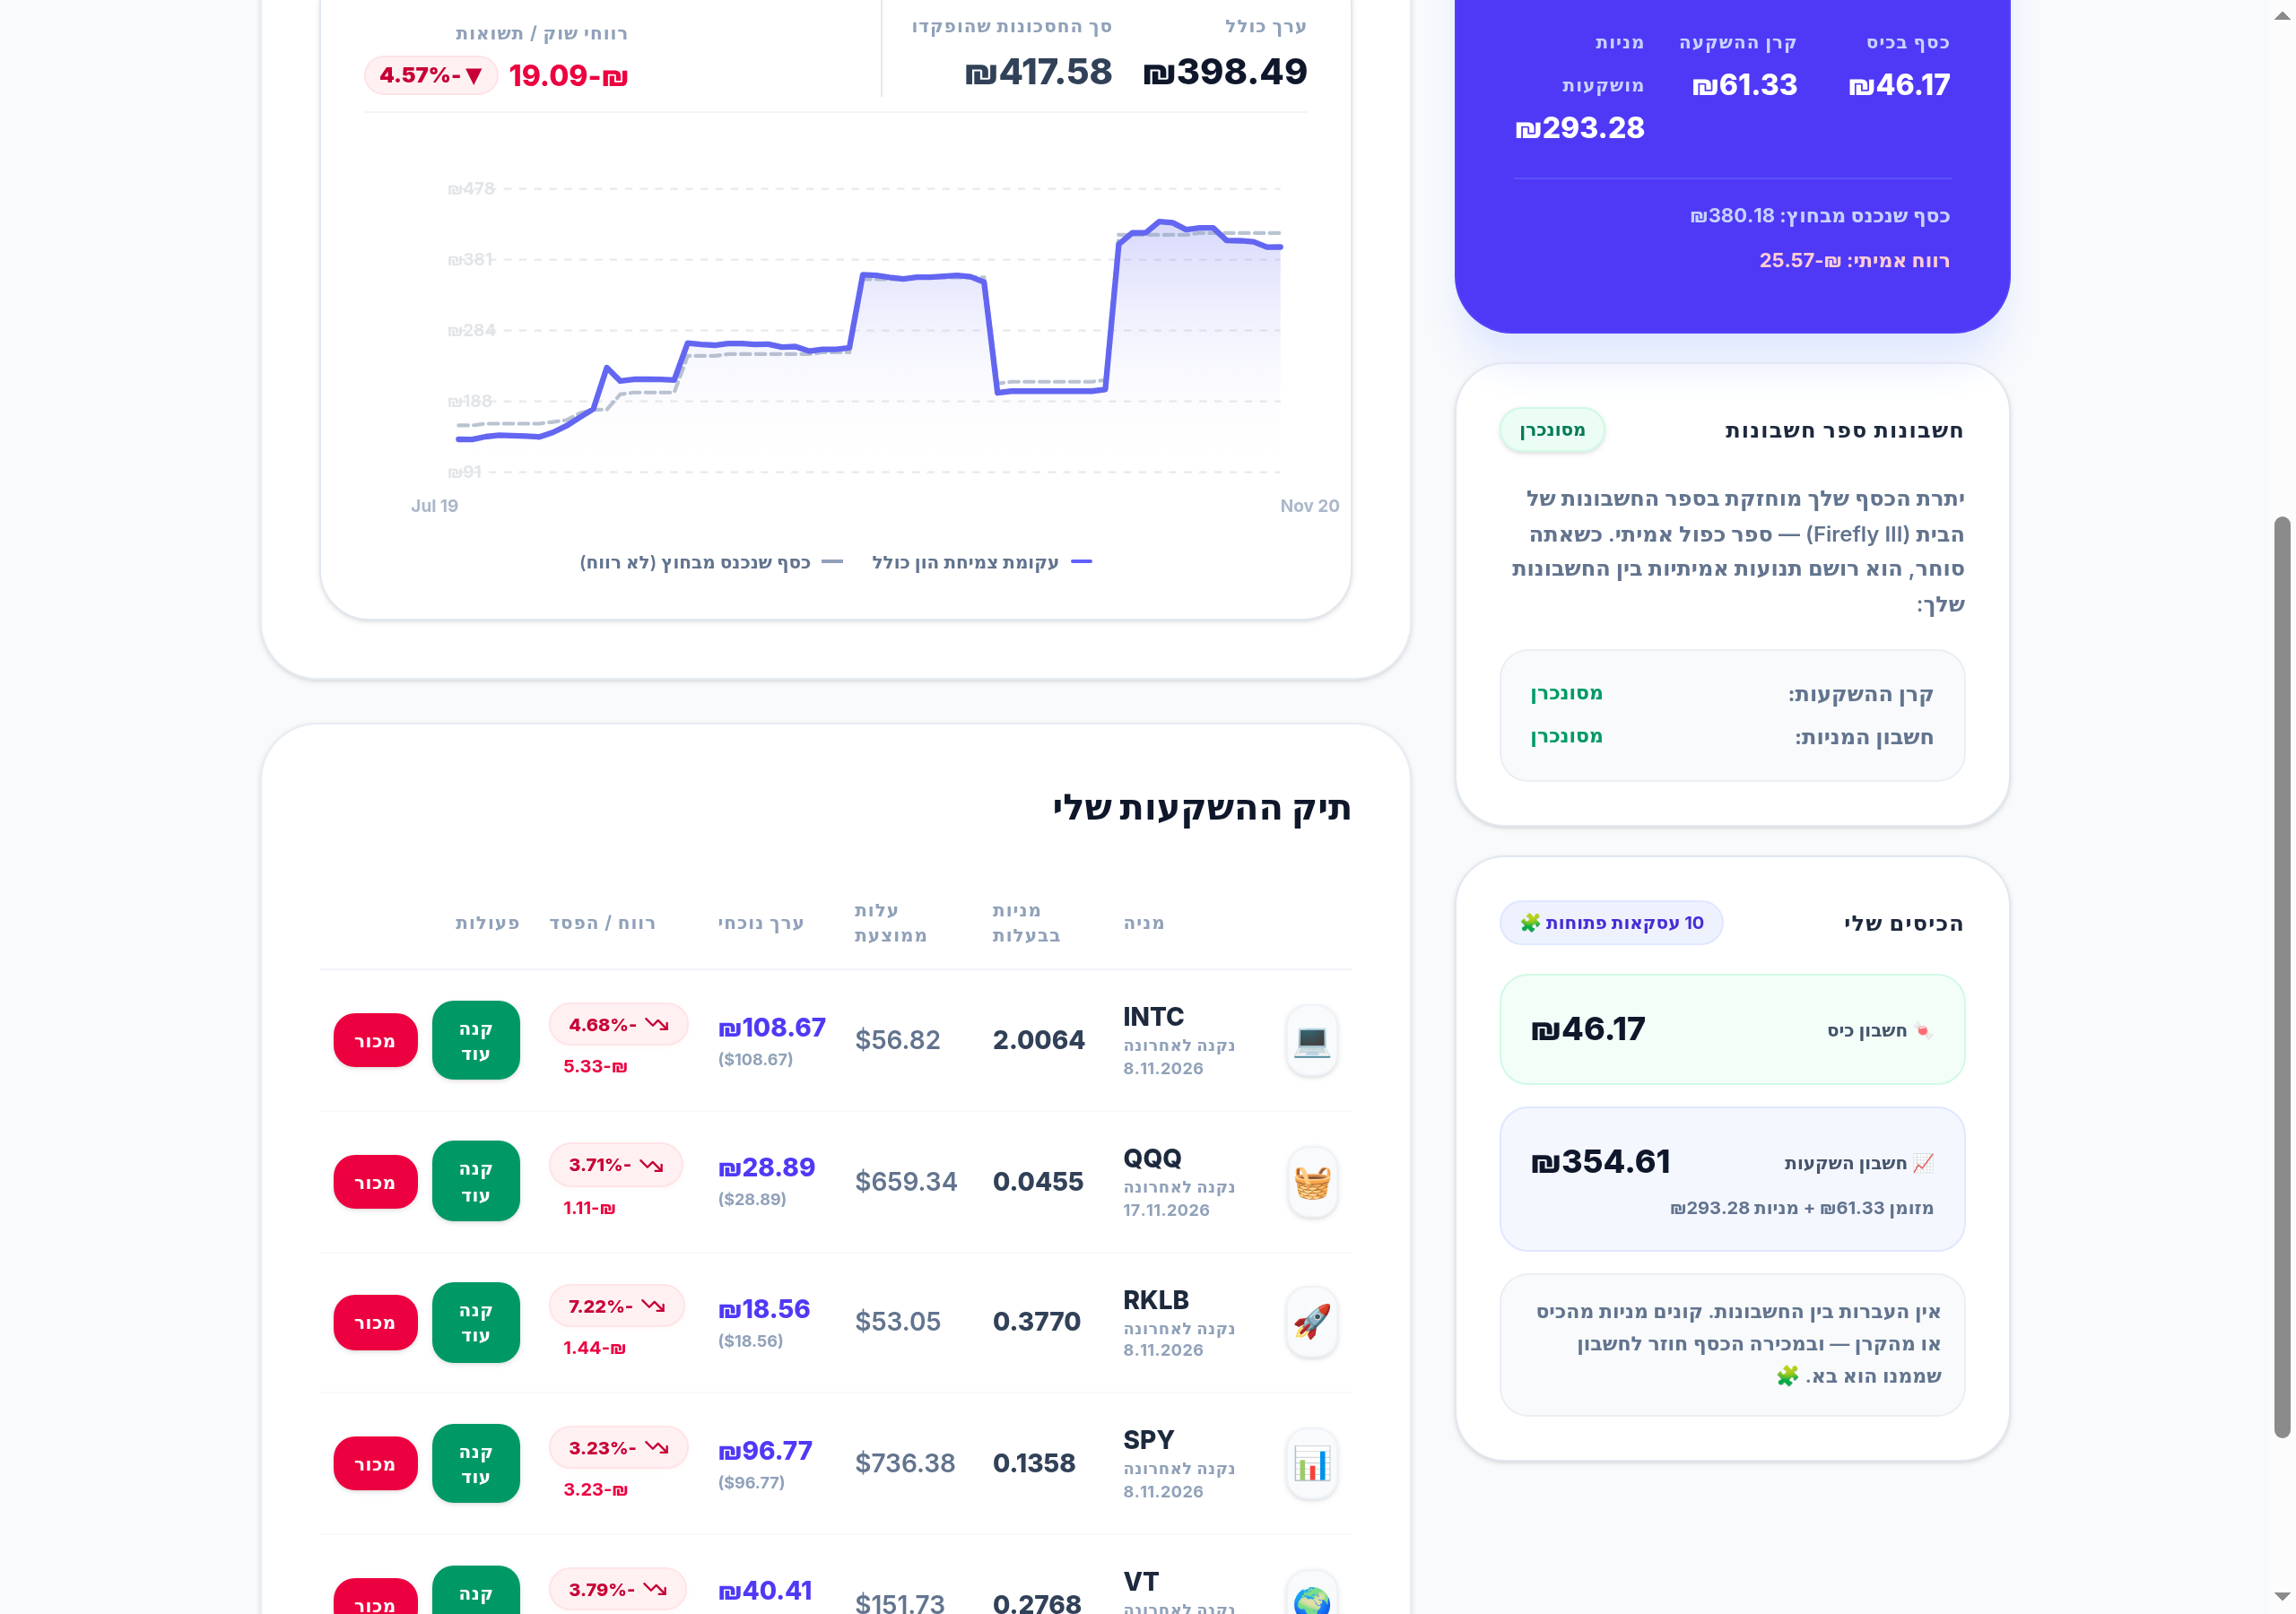 כסף בכיס
₪46.17
קרן ההשקעה
₪61.33
מניות
מושקעות
₪293.28
כסף שנכנס מבחוץ: ₪380.18
רווח אמיתי: ₪-25.57
חשבונות ספר חשבונות
מסונכרן
יתרת הכסף שלך מוחזקת בספר החשבונות של
הבית (Firefly III) — ספר כפול אמיתי. כשאתה
סוחר, הוא רושם תנועות אמיתיות בין החשבונות
שלך:
קרן ההשקעות:
מסונכרן
חשבון המניות:
מסונכרן
הכיסים שלי
10 עסקאות פתוחות 🧩
🍬 חשבון כיס
₪46.17
📈 חשבון השקעות
₪354.61
מזומן ₪61.33 + מניות ₪293.28
אין העברות בין החשבונות. קונים מניות מהכיס
או מהקרן — ובמכירה הכסף חוזר לחשבון
שממנו הוא בא. 🧩
ערך כולל
₪398.49
סך החסכונות שהופקדו
₪417.58
רווחי שוק / תשואות
₪-19.09
▼-4.57%
₪478
₪381
₪284
₪188
₪91
Jul 19
Nov 20
עקומת צמיחת הון כולל
כסף שנכנס מבחוץ (לא רווח)
תיק ההשקעות שלי
מניה
מניות
בבעלות
עלות
ממוצעת
ערך נוכחי
רווח / הפסד
פעולות
INTC
נקנה לאחרונה
8.11.2026
2.0064
$56.82
₪108.67
($108.67)
-4.68%
₪-5.33
קנה
עוד
מכור
QQQ
נקנה לאחרונה
17.11.2026
0.0455
$659.34
₪28.89
($28.89)
-3.71%
₪-1.11
קנה
עוד
מכור
RKLB
נקנה לאחרונה
8.11.2026
0.3770
$53.05
₪18.56
($18.56)
-7.22%
₪-1.44
קנה
עוד
מכור
SPY
נקנה לאחרונה
8.11.2026
0.1358
$736.38
₪96.77
($96.77)
-3.23%
₪-3.23
קנה
עוד
מכור
VT
נקנה לאחרונה
0.2768
$151.73
₪40.41
-3.79%
קנה
מכור